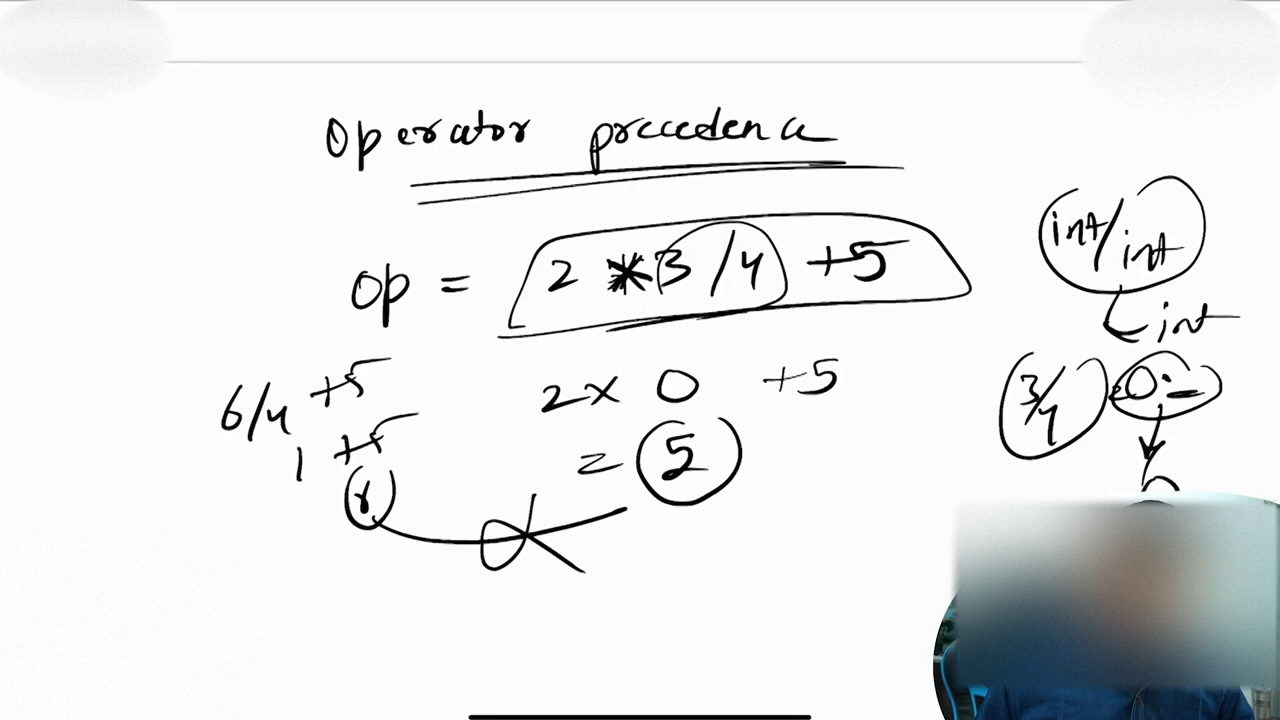 Operator precedence
op = 2 * 3 / 4 + 5
6/4 + 5
1 + 5
2 x 0 + 5
= 5
int/int
int
3/4
0.